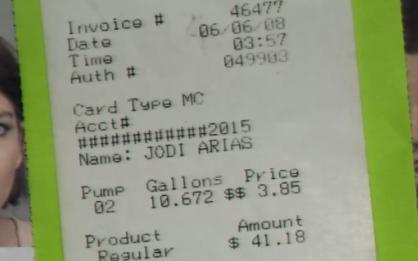 Invoice # 46477
Date 06/06/08
Time 03:57
Auth # 049903
Card Type MC
Acct#
############2015
Name: JODI ARIAS
Pump Gallons Price
02 10.672 $$ 3.85
Product Amount
Regular $ 41.18